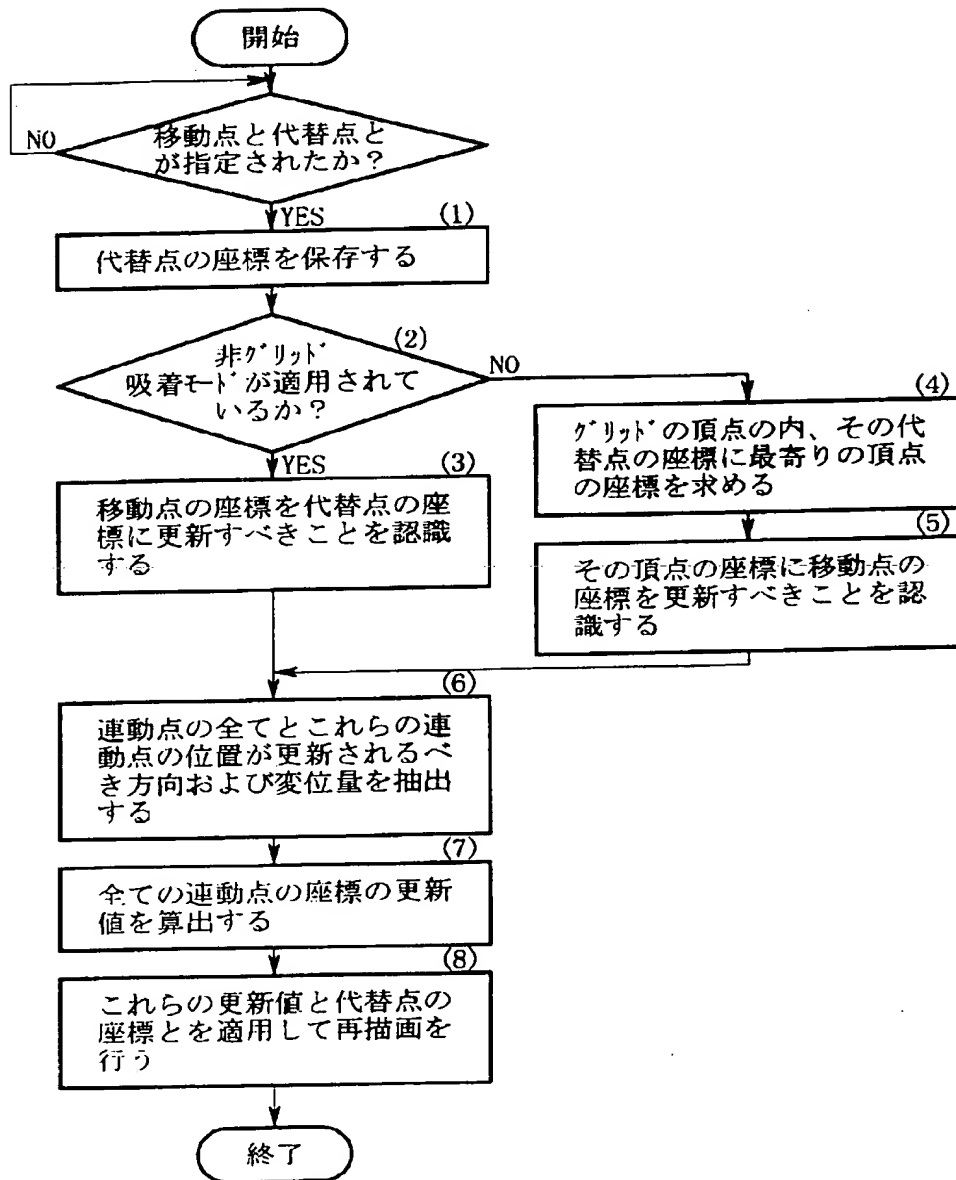 開始
移動点と代替点と
が指定されたか?
NO
YES
(1)
代替点の座標を保存する
(2)
非グリッド
吸着モードが適用されて
いるか?
NO
YES
(3)
移動点の座標を代替点の座
標に更新すべきことを認識
する
(4)
グリッドの頂点の内、その代
替点の座標に最寄りの頂点
の座標を求める
(5)
その頂点の座標に移動点の
座標を更新すべきことを認
識する
(6)
連動点の全てとこれらの連
動点の位置が更新されるべ
き方向および変位量を抽出
する
(7)
全ての連動点の座標の更新
値を算出する
(8)
これらの更新値と代替点の
座標とを適用して再描画を
行う
終了